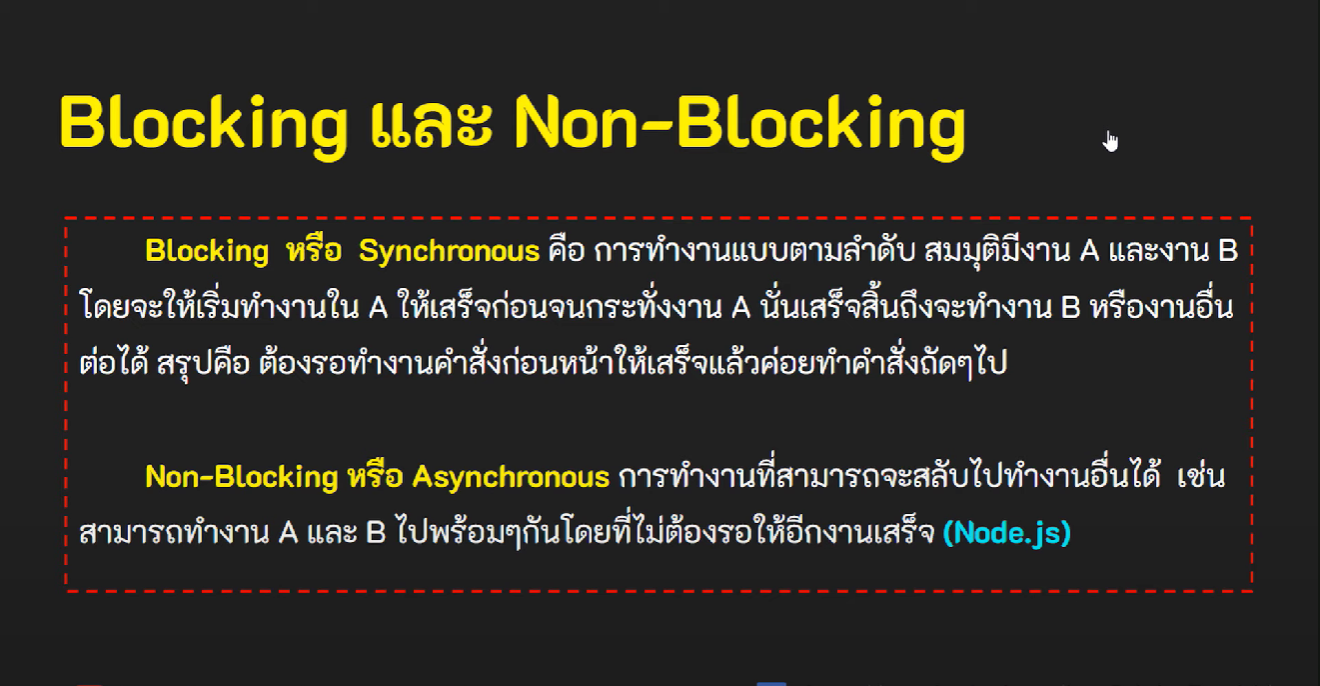 Blocking และ Non-Blocking
Blocking หรือ Synchronous คือ การทำงานแบบตามลำดับ สมมุติมีงาน A และงาน B
โดยจะให้เริ่มทำงานใน A ให้เสร็จก่อนจนกระทั่งงาน A นั่นเสร็จสิ้นถึงจะทำงาน B หรืองานอื่น
ต่อได้ สรุปคือ ต้องรอทำงานคำสั่งก่อนหน้าให้เสร็จแล้วค่อยทำคำสั่งถัดๆไป
Non-Blocking หรือ Asynchronous การทำงานที่สามารถจะสลับไปทำงานอื่นได้ เช่น
สามารถทำงาน A และ B ไปพร้อมๆกันโดยที่ไม่ต้องรอให้อีกงานเสร็จ (Node.js)